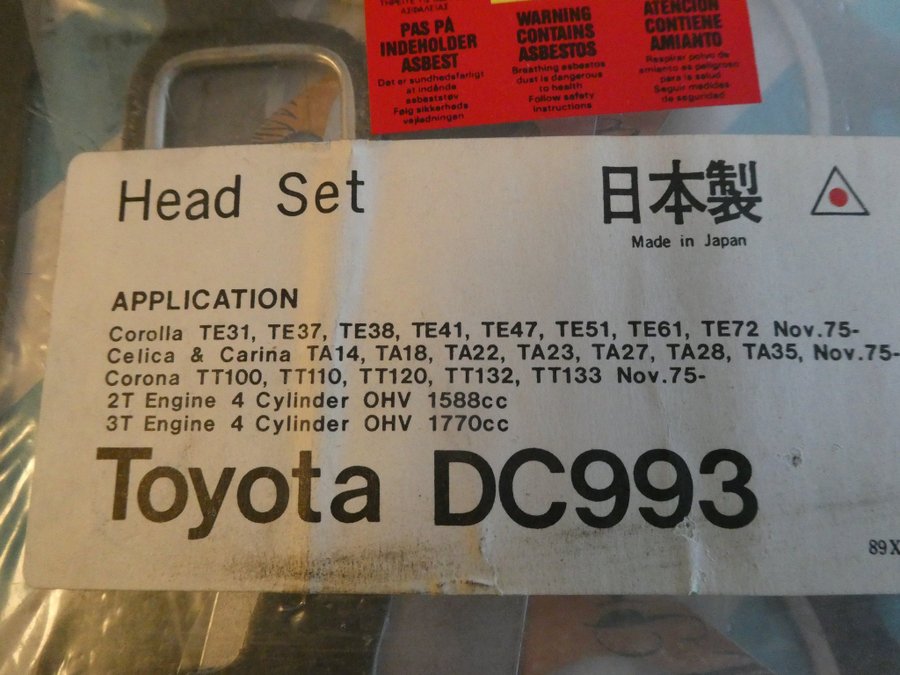 ΑΣΦΑΛΕΙΑΣ
PAS PÅ
INDEHOLDER
ASBEST
Det er sundhedsfarligt
at indånde
asbeststøv
Følg sikkerheds
vejledningen
WARNING
CONTAINS
ASBESTOS
Breathing asbestos
dust is dangerous
to health
Follow safety
instructions
ATENCION
CONTIENE
AMIANTO
Respirar polvo de
amianto es peligroso
para la salud
Seguir medidas
de seguridad
Head Set
日本製
Made in Japan
APPLICATION
Corolla TE31, TE37, TE38, TE41, TE47, TE51, TE61, TE72 Nov.75-
Celica & Carina TA14, TA18, TA22, TA23, TA27, TA28, TA35, Nov.75-
Corona TT100, TT110, TT120, TT132, TT133 Nov.75-
2T Engine 4 Cylinder OHV 1588cc
3T Engine 4 Cylinder OHV 1770cc
Toyota DC993
89X